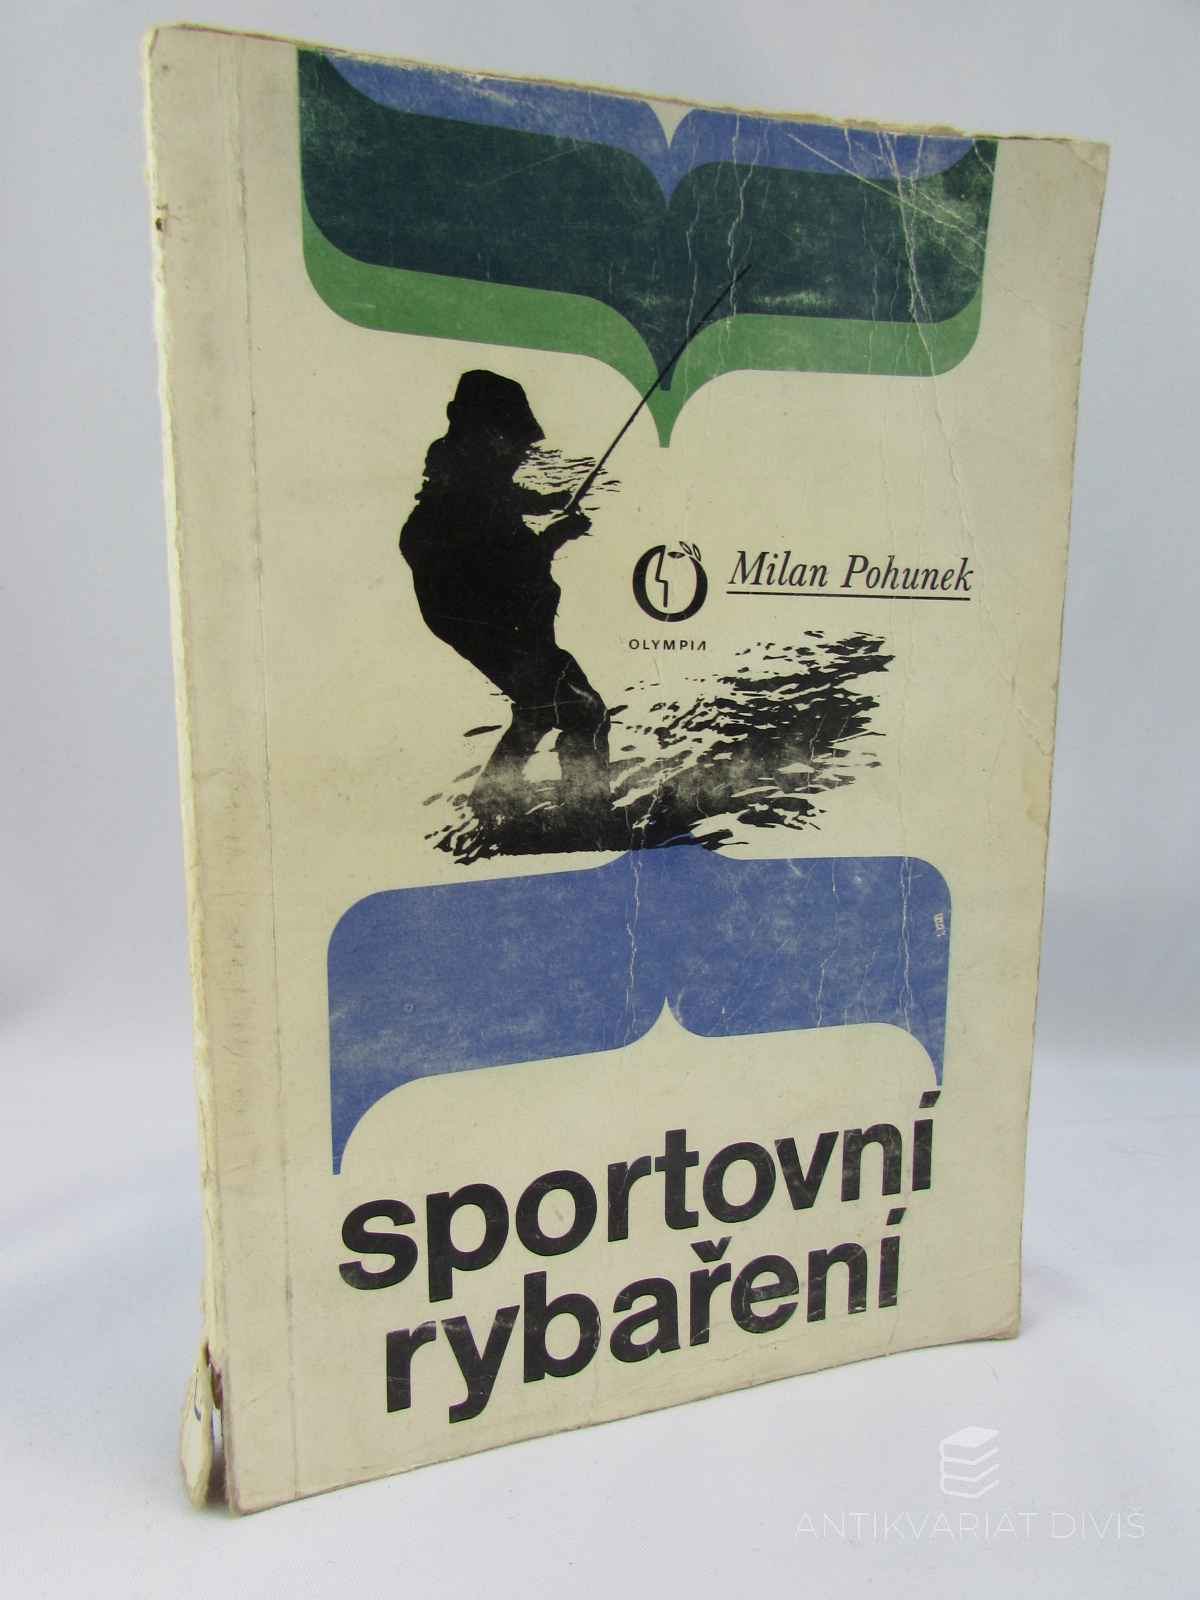 Milan Pohunek
OLYMPIA
sportovní
rybaření
ANTIKVARIÁT DIVIŠ